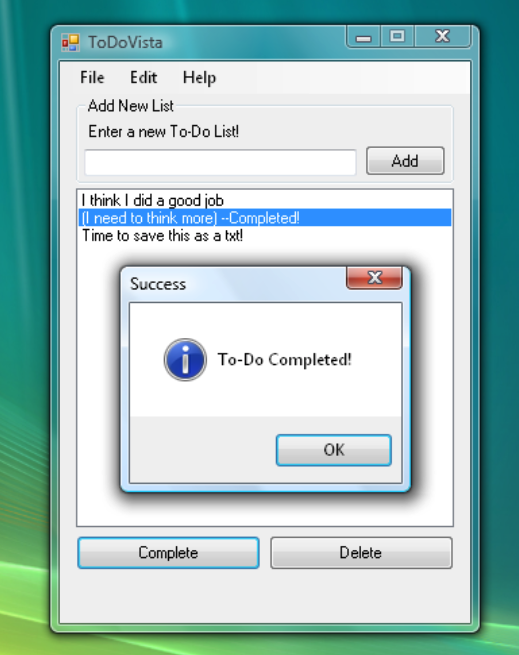 ToDoVista
File Edit Help
Add New List
Enter a new To-Do List!
Add
I think I did a good job
(I need to think more) --Completed!
Time to save this as a txt!
Success
To-Do Completed!
OK
Complete Delete